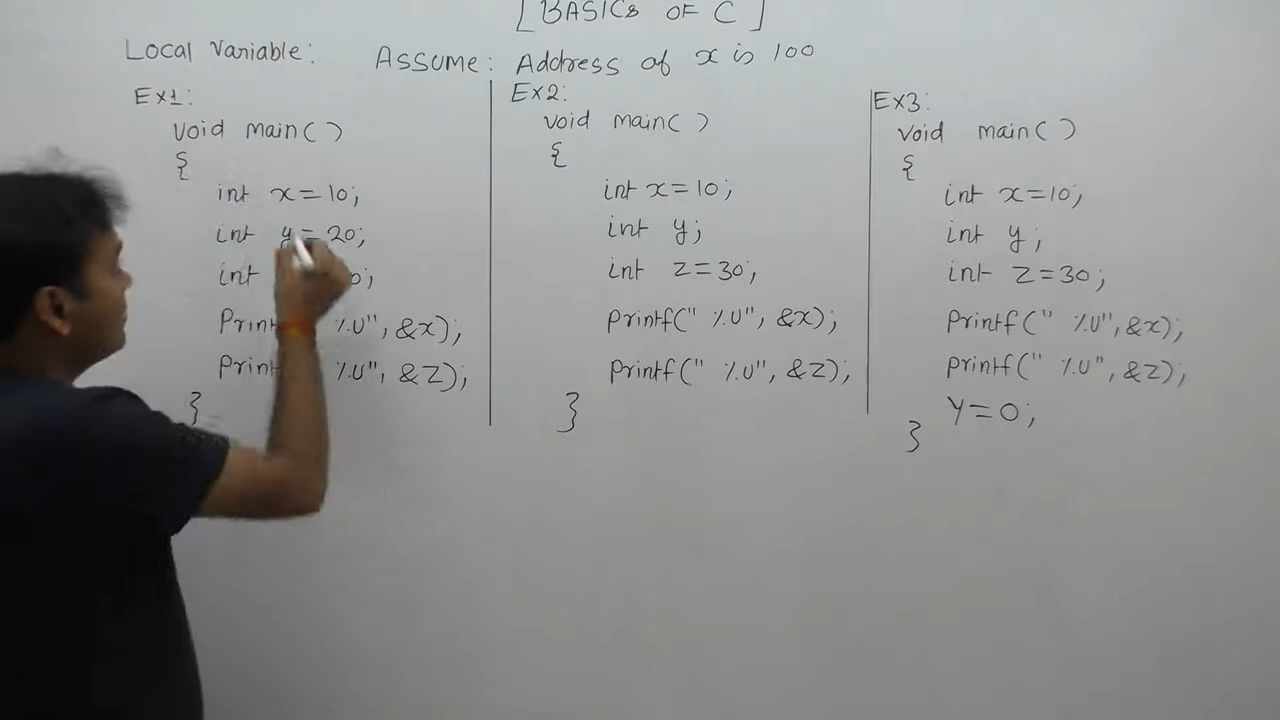 [BASICS OF C]
Local Variable: Assume: Address of x is 100
Ex1:
void main( )
{
int x = 10;
int y = 20;
int 0;
Print "%u", &x);
Print "%u", &z);
}
Ex2:
void main( )
{
int x = 10;
int y;
int z = 30;
printf(" %u", &x);
printf(" %u", &z);
}
Ex3:
void main( )
{
int x = 10;
int y;
int z = 30;
printf(" %u", &x);
printf(" %u", &z);
Y = 0;
}